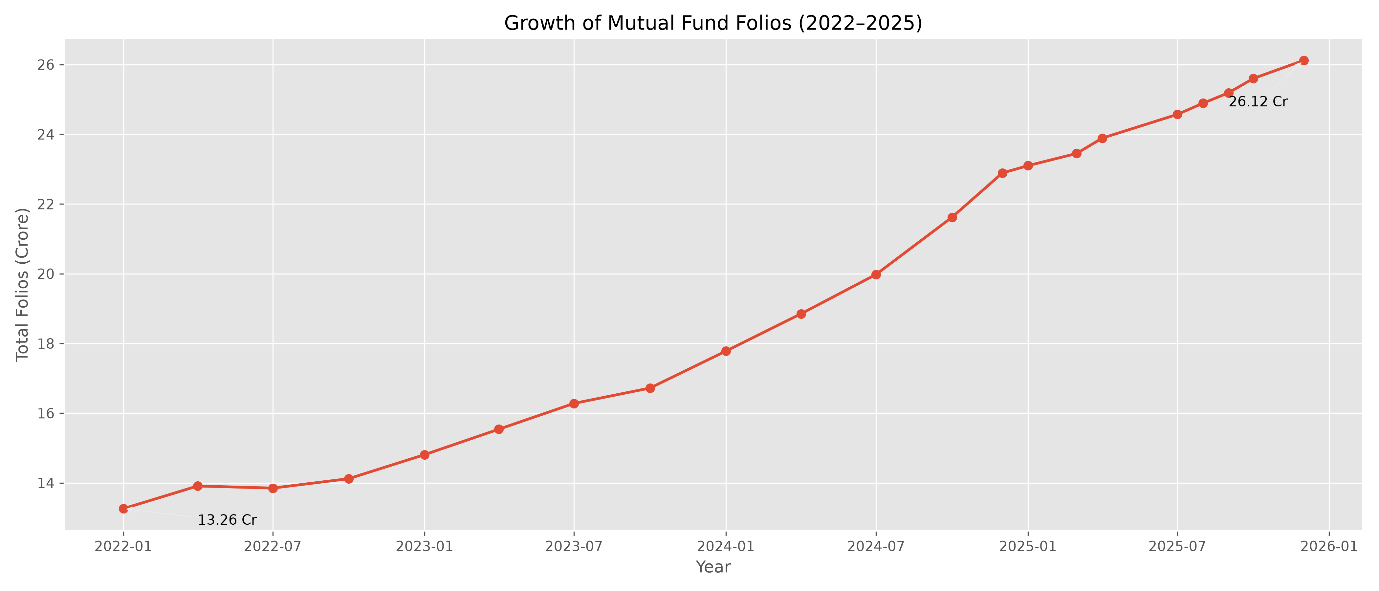 Growth of Mutual Fund Folios (2022–2025)
Total Folios (Crore)
26
24
22
20
18
16
14
26.12 Cr
13.26 Cr
2022-01 2022-07 2023-01 2023-07 2024-01 2024-07 2025-01 2025-07 2026-01
Year